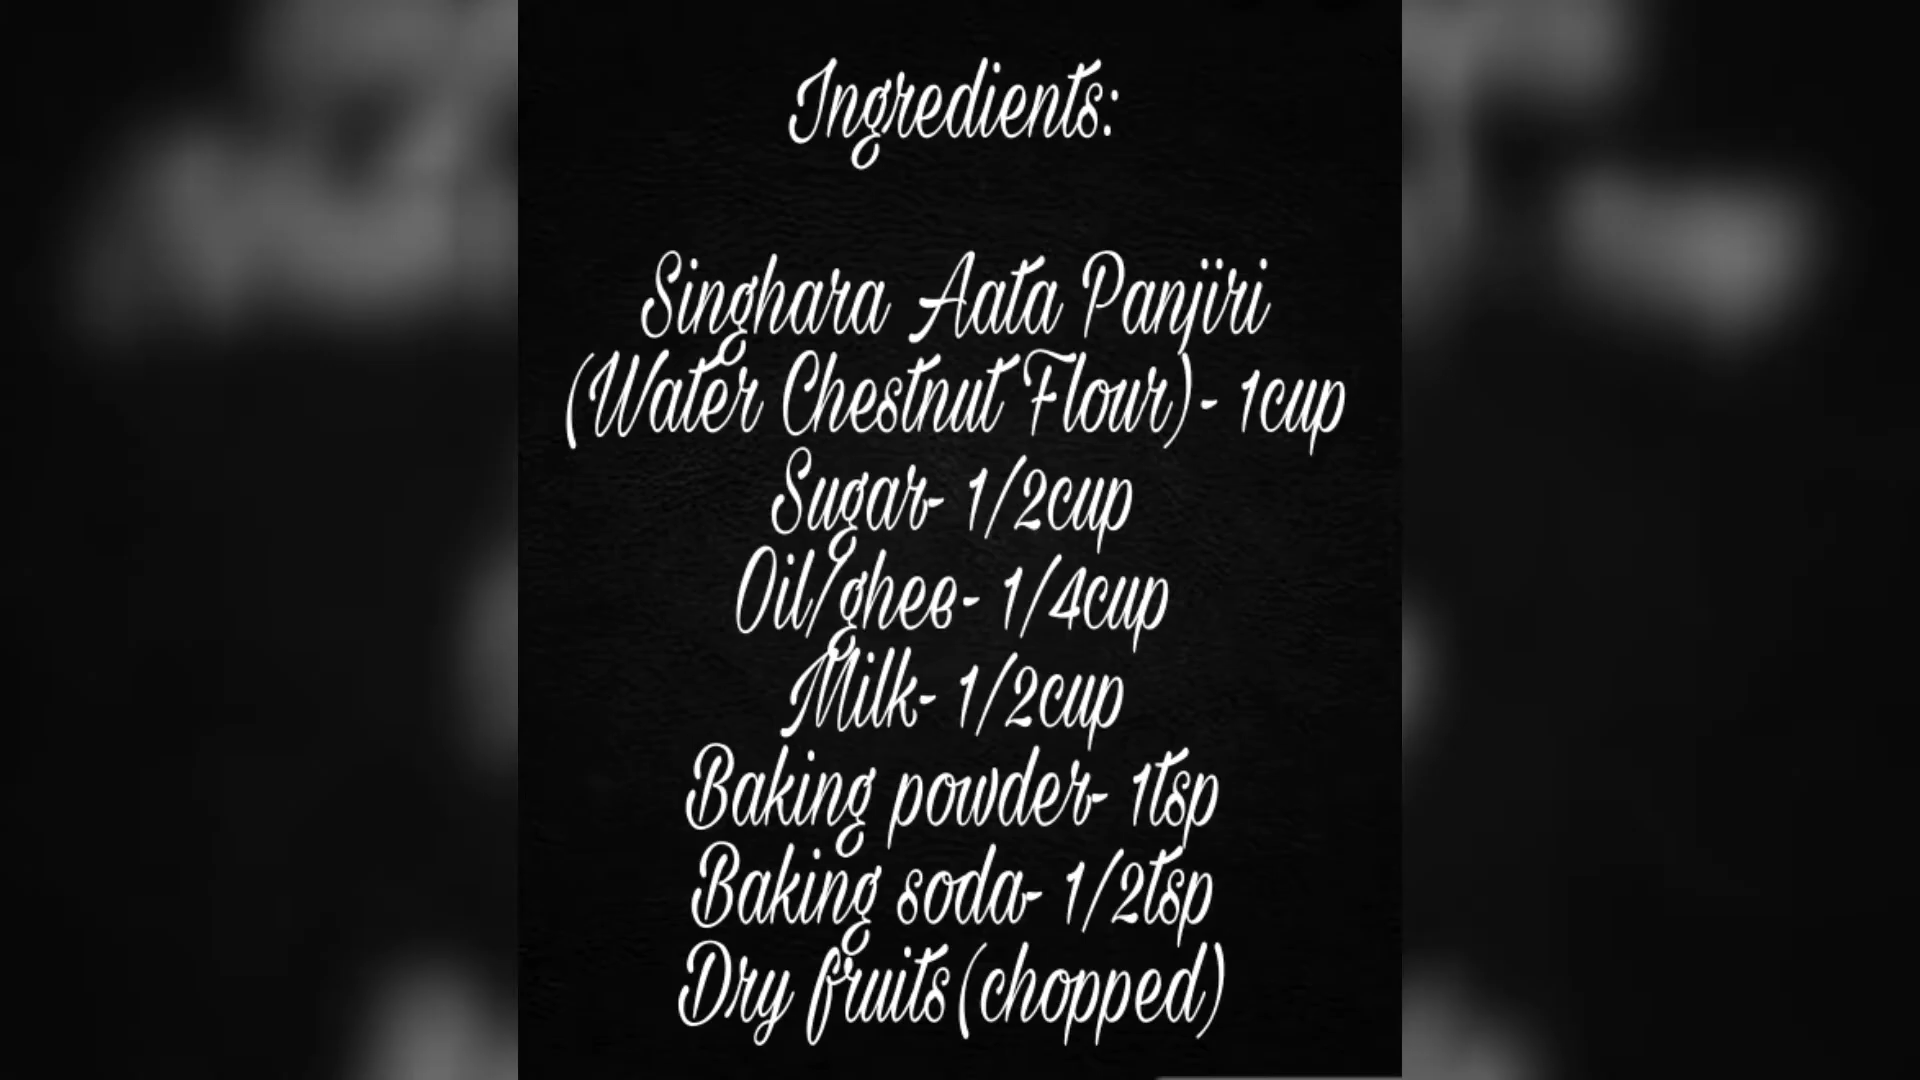 Ingredients:
Singhara Aata Panjiri
(Water Chestnut Flour)- 1cup
Sugar- 1/2cup
Oil/ghee- 1/4cup
Milk- 1/2cup
Baking powder- 1tsp
Baking soda- 1/2tsp
Dry fruits(chopped)